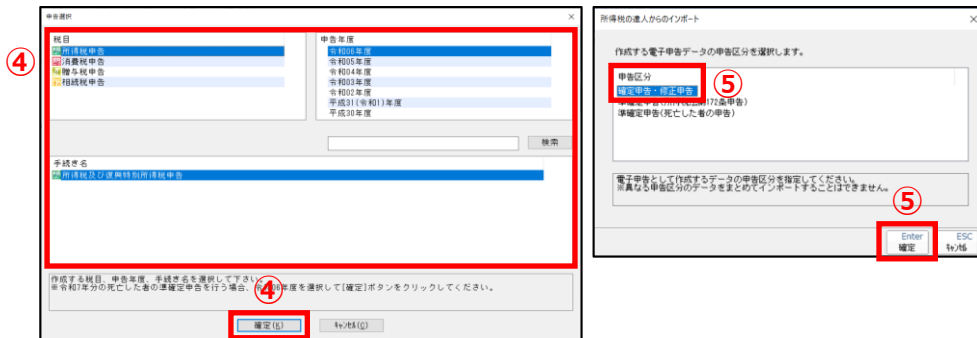 申告選択
×
税目
所得税申告
消費税申告
贈与税申告
相続税申告
申告年度
令和06年度
令和05年度
令和04年度
令和03年度
令和02年度
平成31(令和1)年度
平成30年度
④
検索
手続き名
所得税及び復興特別所得税申告
作成する税目、申告年度、手続き名を選択して下さい。
※令和7年分の死亡した者の準確定申告を行う場合、令和06年度を選択して[確定]ボタンをクリックしてください。
④
確定(K)
キャンセル(C)
所得税の達人からのインポート
×
作成する電子申告データの申告区分を選択します。
申告区分
⑤
確定申告・修正申告
172条申告)
準確定申告(死亡した者の申告)
電子申告として作成するデータの申告区分を指定してください。
※異なる申告区分のデータをまとめてインポートすることはできません。
⑤
Enter
確定
ESC
キャンセル